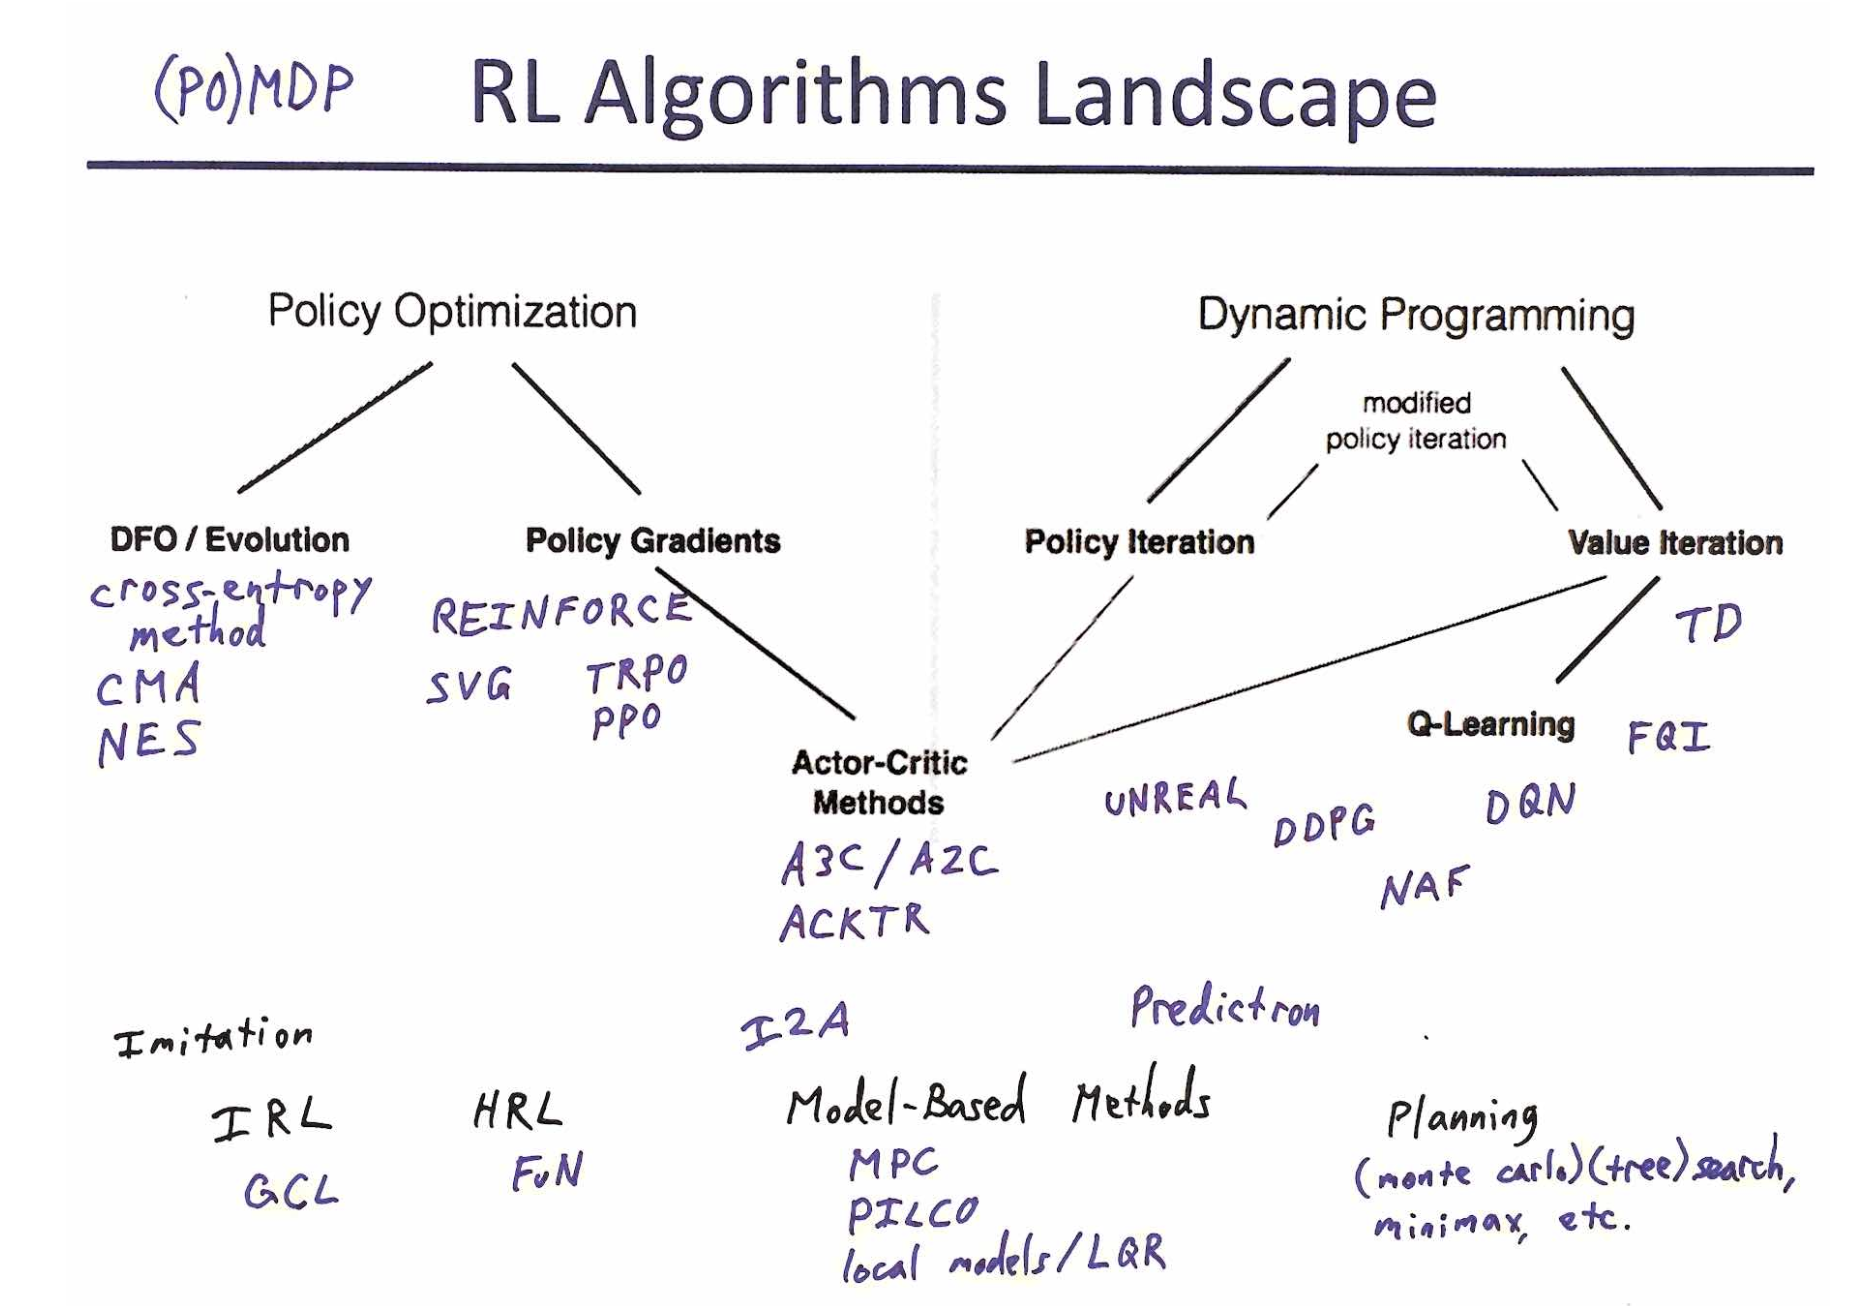 (PO)MDP RL Algorithms Landscape
Policy Optimization
Dynamic Programming
modified
policy iteration
DFO / Evolution
Policy Gradients
Policy Iteration
Value Iteration
cross-entropy
method
CMA
NES
REINFORCE
SVG TRPO
PPO
TD
Q-Learning
FQI
Actor-Critic
Methods
A3C / A2C
ACKTR
UNREAL
DDPG
DQN
NAF
Imitation
IRL
GCL
HRL
FuN
I2A
Predictron
Model-Based Methods
MPC
PILCO
local models / LQR
Planning
(monte carlo)(tree) search,
minimax, etc.